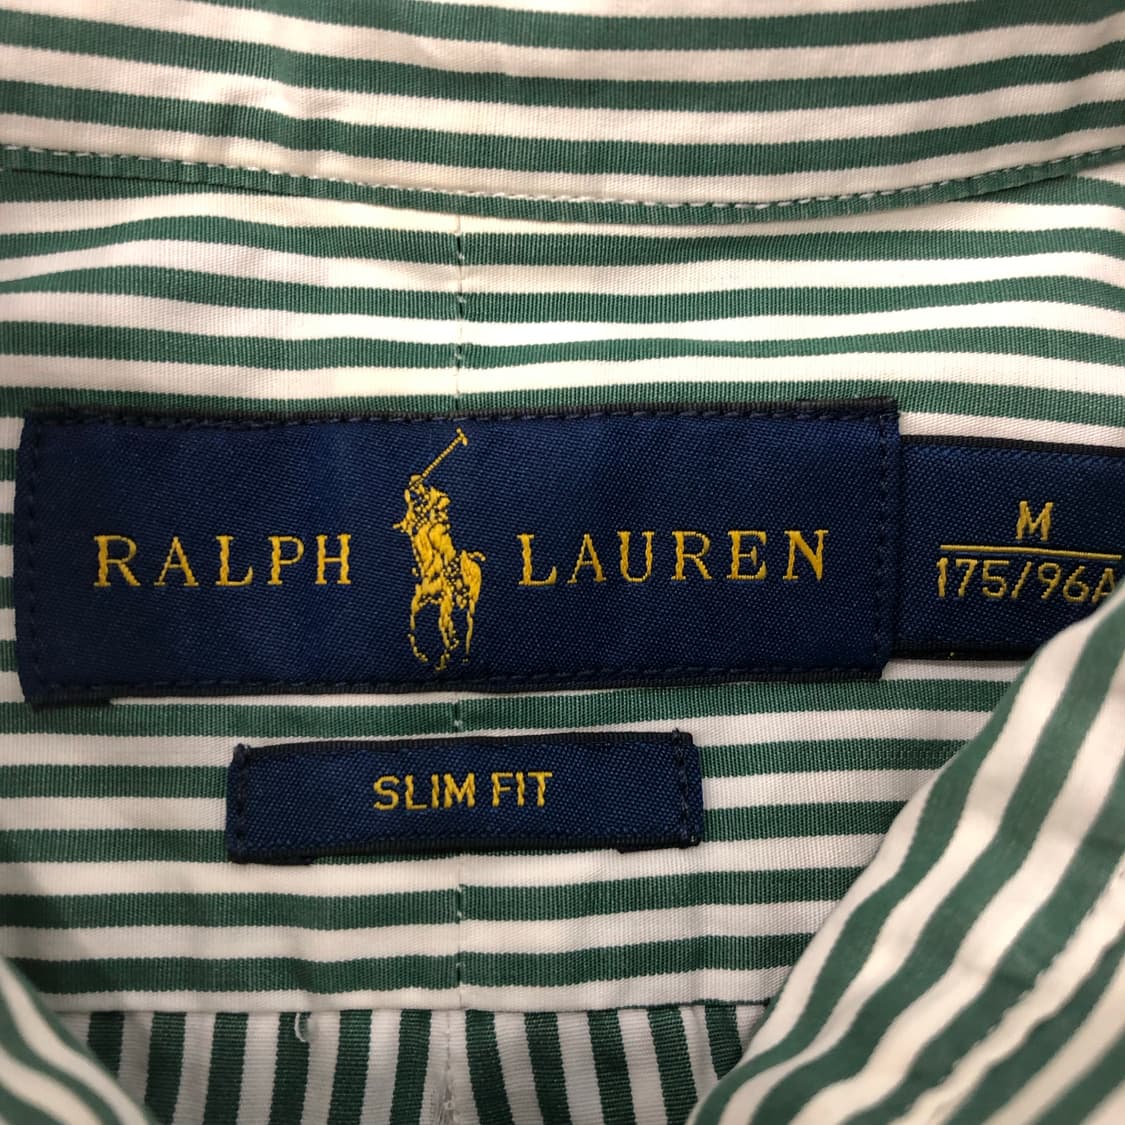 RALPH LAUREN
M
175/96A
SLIM FIT